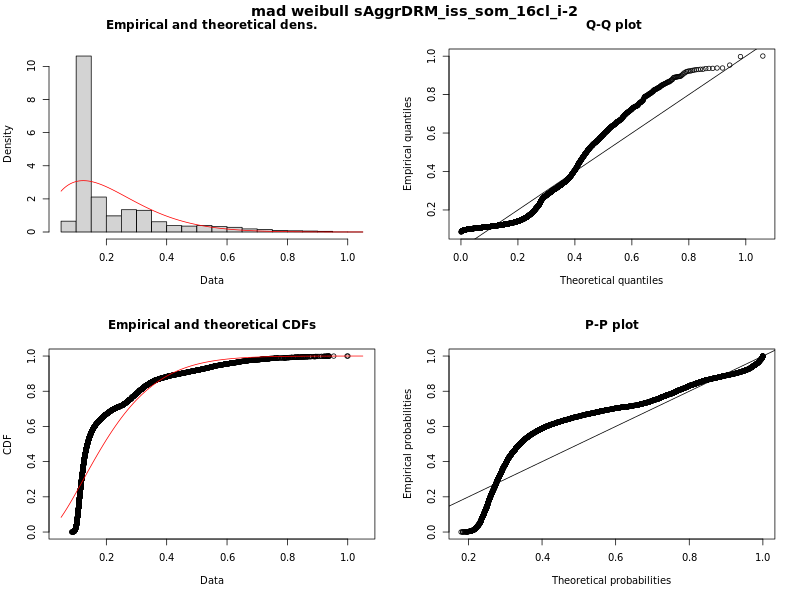 mad weibull sAggrDRM_iss_som_16cl_i-2
Empirical and theoretical dens.
Density
0 2 4 6 8 10
0.2 0.4 0.6 0.8 1.0
Data
Q-Q plot
Empirical quantiles
0.2 0.4 0.6 0.8 1.0
0.0 0.2 0.4 0.6 0.8 1.0
Theoretical quantiles
Empirical and theoretical CDFs
CDF
0.0 0.2 0.4 0.6 0.8 1.0
0.2 0.4 0.6 0.8 1.0
Data
P-P plot
Empirical probabilities
0.0 0.2 0.4 0.6 0.8 1.0
0.2 0.4 0.6 0.8 1.0
Theoretical probabilities